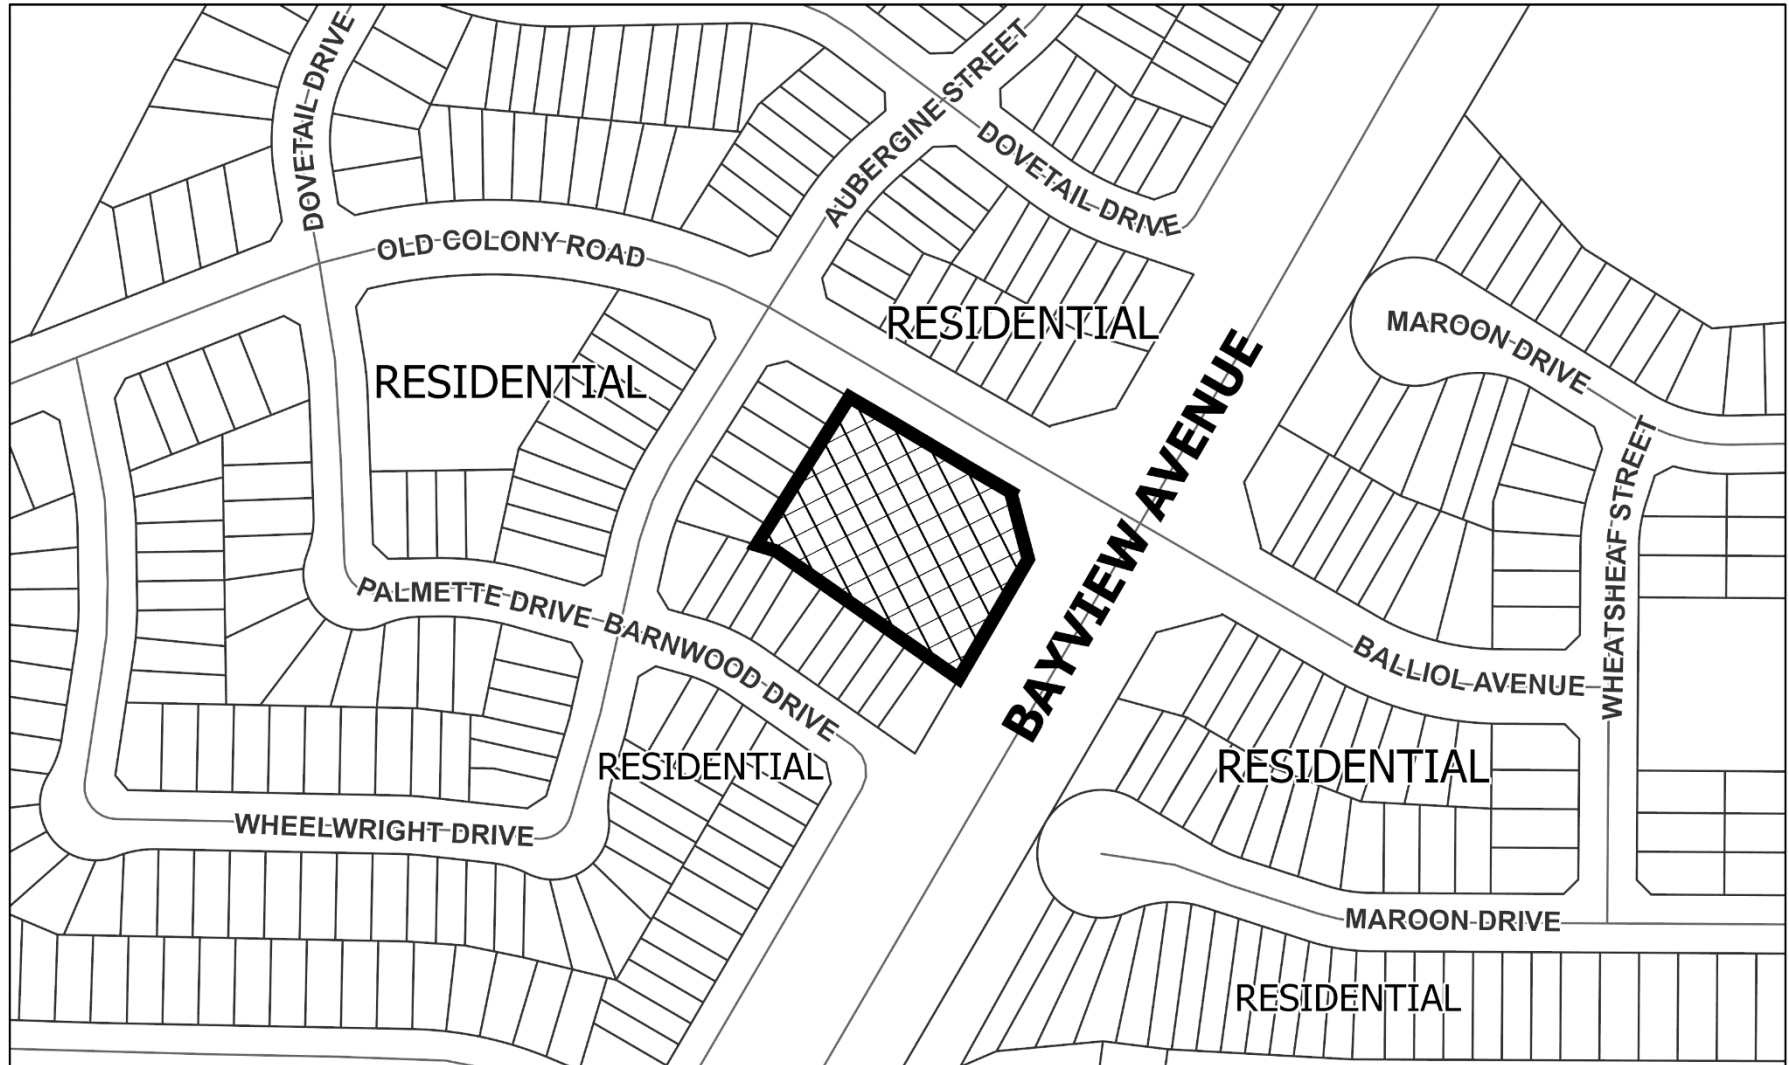 DOVETAIL DRIVE
AUBERGINE STREET
DOVETAIL DRIVE
OLD COLONY ROAD
RESIDENTIAL
MAROON DRIVE
RESIDENTIAL
BAYVIEW AVENUE
WHEATSHEAF STREET
PALMETTE DRIVE
BARNWOOD DRIVE
BALLIOL AVENUE
RESIDENTIAL
RESIDENTIAL
WHEELWRIGHT DRIVE
MAROON DRIVE
RESIDENTIAL